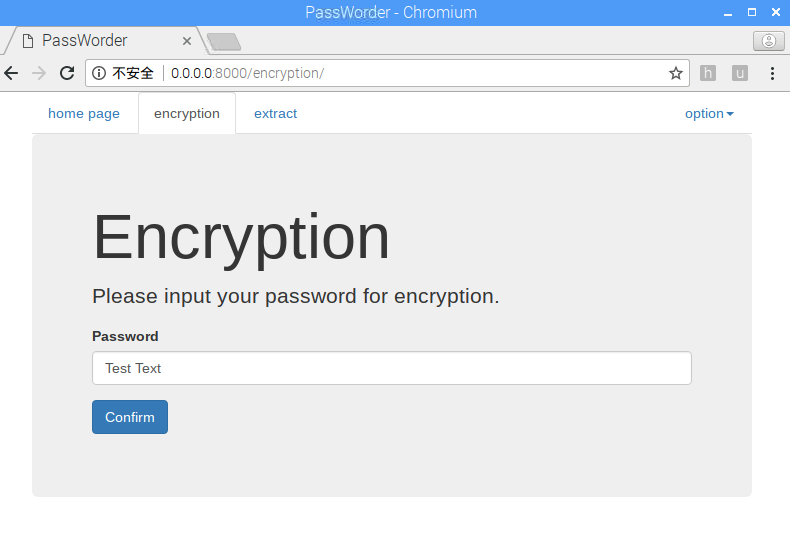 PassWorder - Chromium
PassWorder
不安全 0.0.0.0:8000/encryption/ h u
home page encryption extract option
Encryption
Please input your password for encryption.
Password
Test Text
Confirm